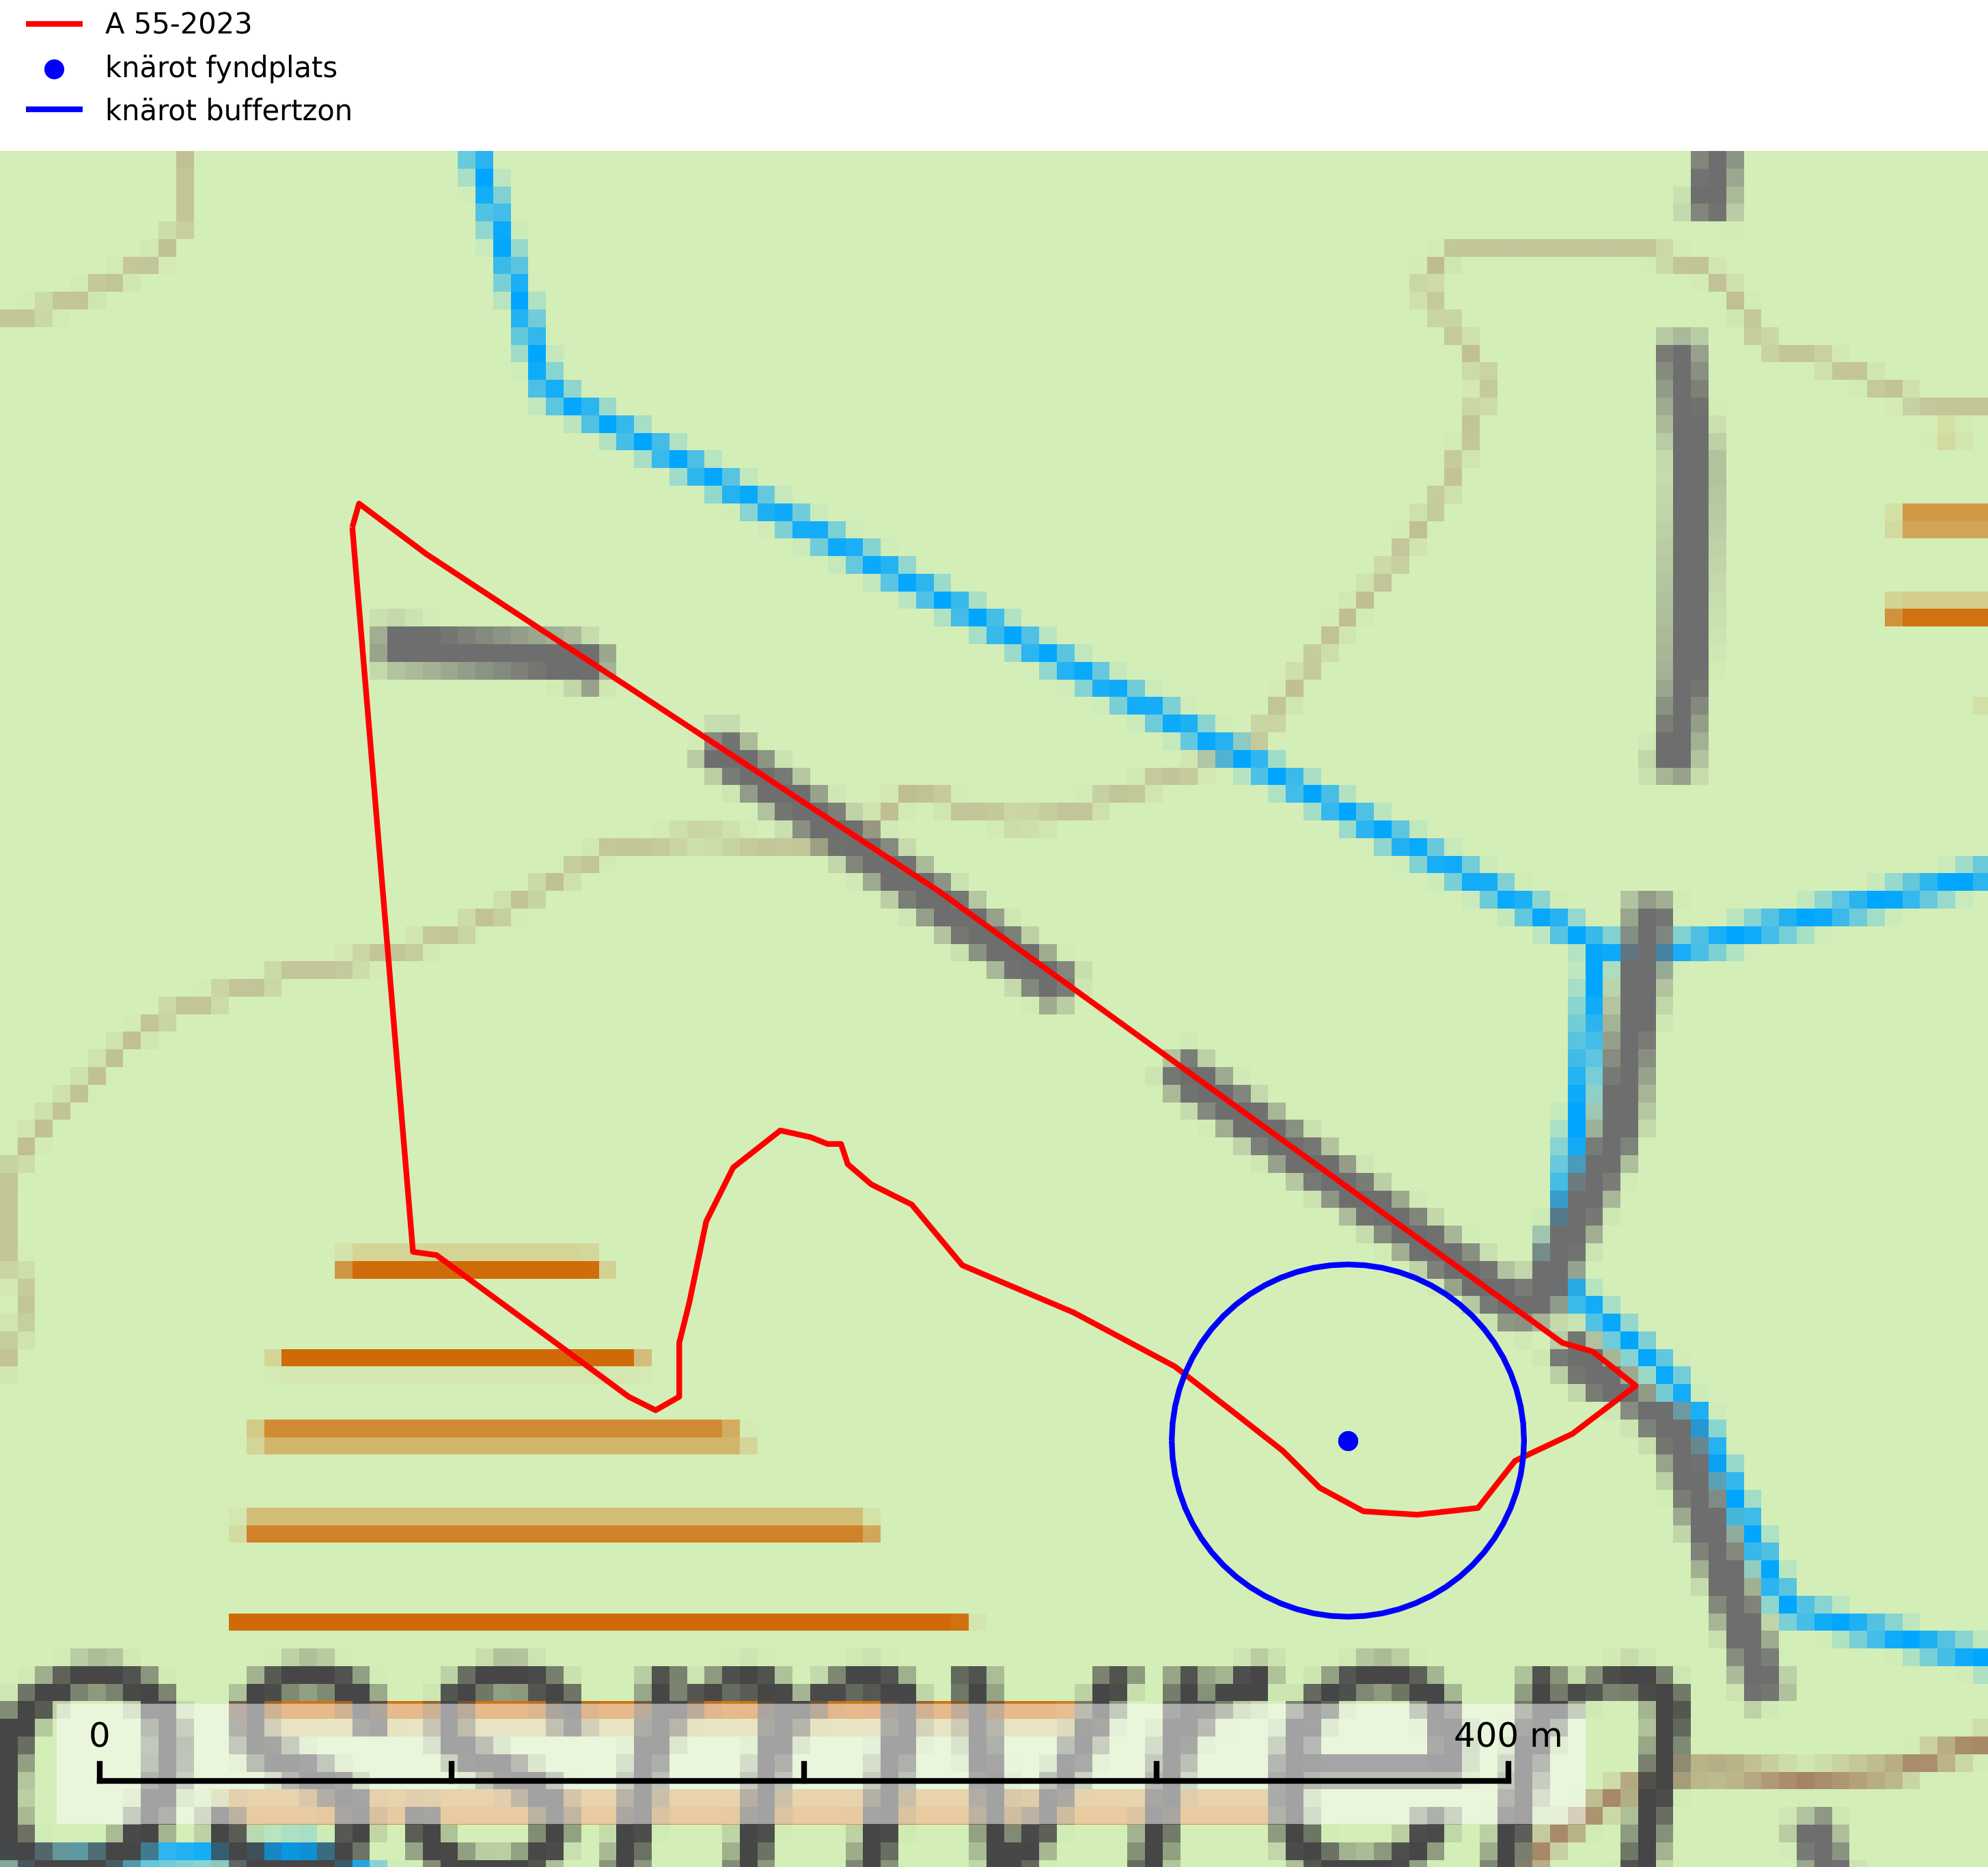 A 55-2023
knärot fyndplats
knärot buffertzon
0 400 m